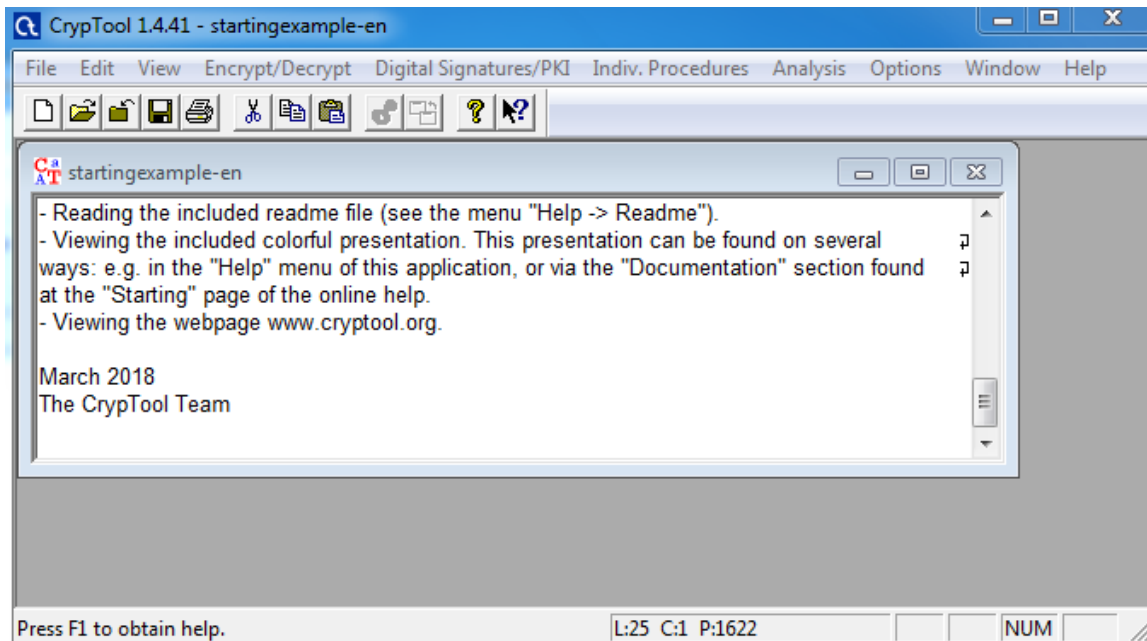 CrypTool 1.4.41 - startingexample-en
File Edit View Encrypt/Decrypt Digital Signatures/PKI Indiv. Procedures Analysis Options Window Help
startingexample-en
- Reading the included readme file (see the menu "Help -> Readme").
- Viewing the included colorful presentation. This presentation can be found on several
ways: e.g. in the "Help" menu of this application, or via the "Documentation" section found
at the "Starting" page of the online help.
- Viewing the webpage www.cryptool.org.
March 2018
The CrypTool Team
Press F1 to obtain help. L:25 C:1 P:1622 NUM